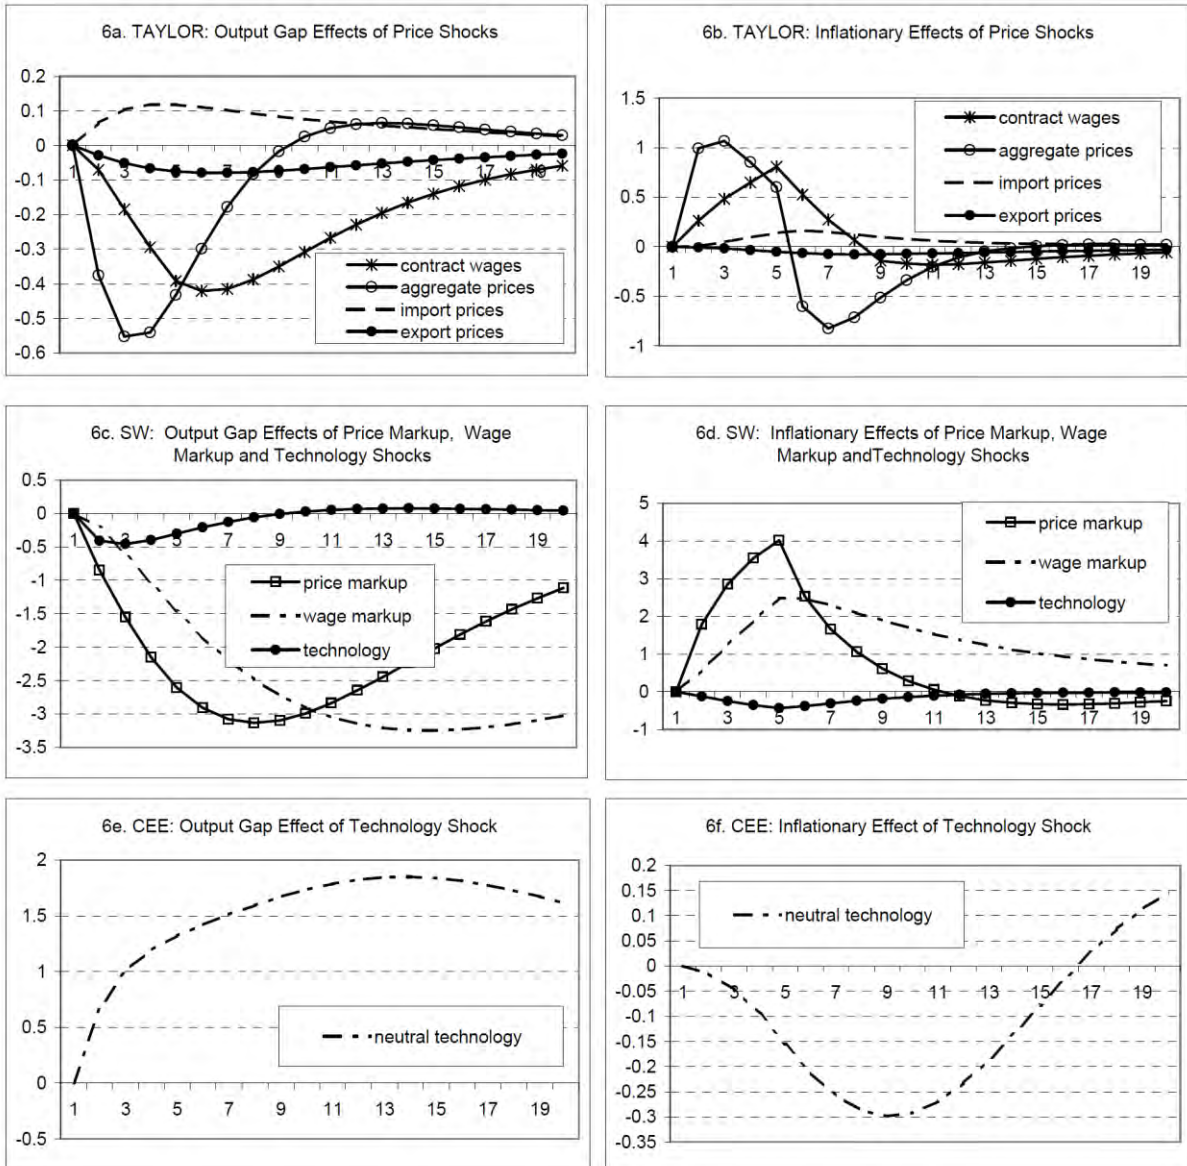 6a. TAYLOR: Output Gap Effects of Price Shocks
0.2
0.1
0
-0.1
-0.2
-0.3
-0.4
-0.5
-0.6
1 3 5 7 11 13 15 17 19
contract wages
aggregate prices
import prices
export prices
6b. TAYLOR: Inflationary Effects of Price Shocks
1.5
1
0.5
0
-0.5
-1
1 3 5 7 9 11 13 15 17 19
contract wages
aggregate prices
import prices
export prices
6c. SW: Output Gap Effects of Price Markup, Wage
Markup and Technology Shocks
0.5
0
-0.5
-1
-1.5
-2
-2.5
-3
-3.5
1 3 5 7 9 11 13 15 17 19
price markup
wage markup
technology
6d. SW: Inflationary Effects of Price Markup, Wage
Markup andTechnology Shocks
5
4
3
2
1
0
-1
1 3 5 7 9 11 13 15 17 19
price markup
wage markup
technology
6e. CEE: Output Gap Effect of Technology Shock
2
1.5
1
0.5
0
-0.5
1 3 5 7 9 11 13 15 17 19
neutral technology
6f. CEE: Inflationary Effect of Technology Shock
0.2
0.15
0.1
0.05
0
-0.05
-0.1
-0.15
-0.2
-0.25
-0.3
-0.35
1 3 5 7 9 11 13 15 17 19
neutral technology